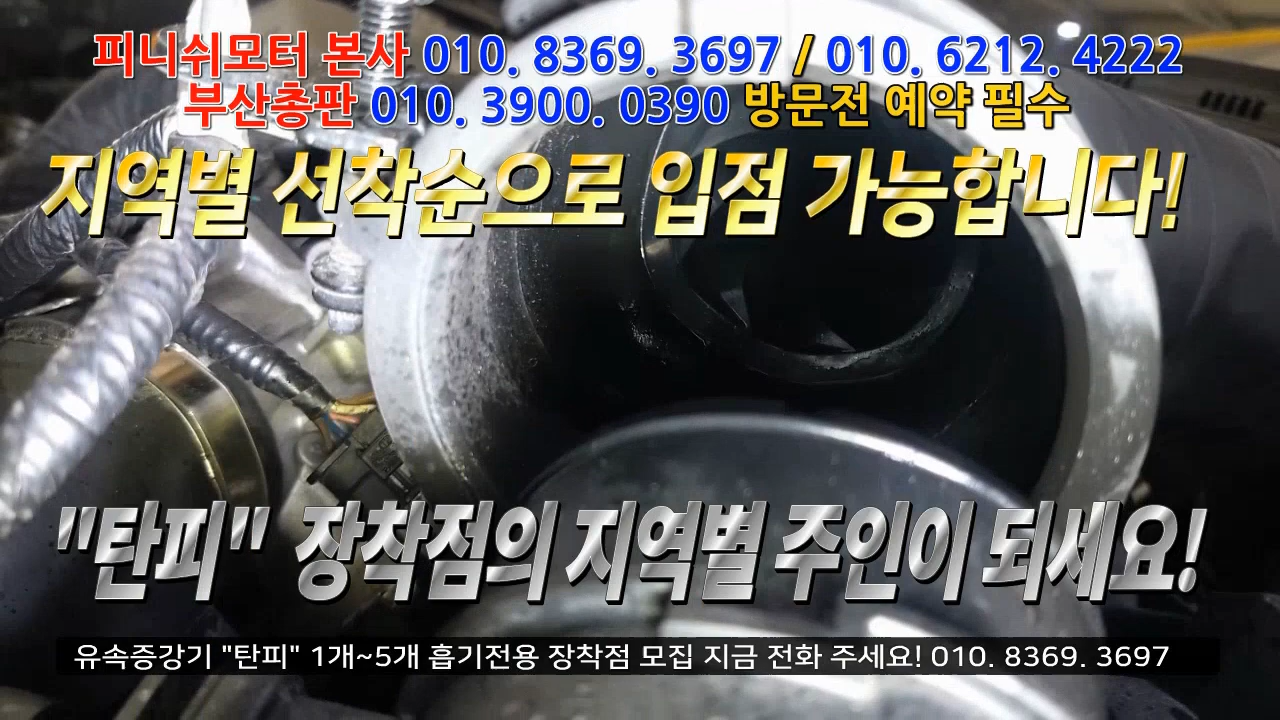 피니쉬모터 본사 010. 8369. 3697 / 010. 6212. 4222
부산총판 010. 3900. 0390 방문전 예약 필수
지역별 선착순으로 입점 가능합니다!
"탄피" 장착점의 지역별 주인이 되세요!
유속증강기 "탄피" 1개~5개 흡기전용 장착점 모집 지금 전화 주세요! 010. 8369. 3697